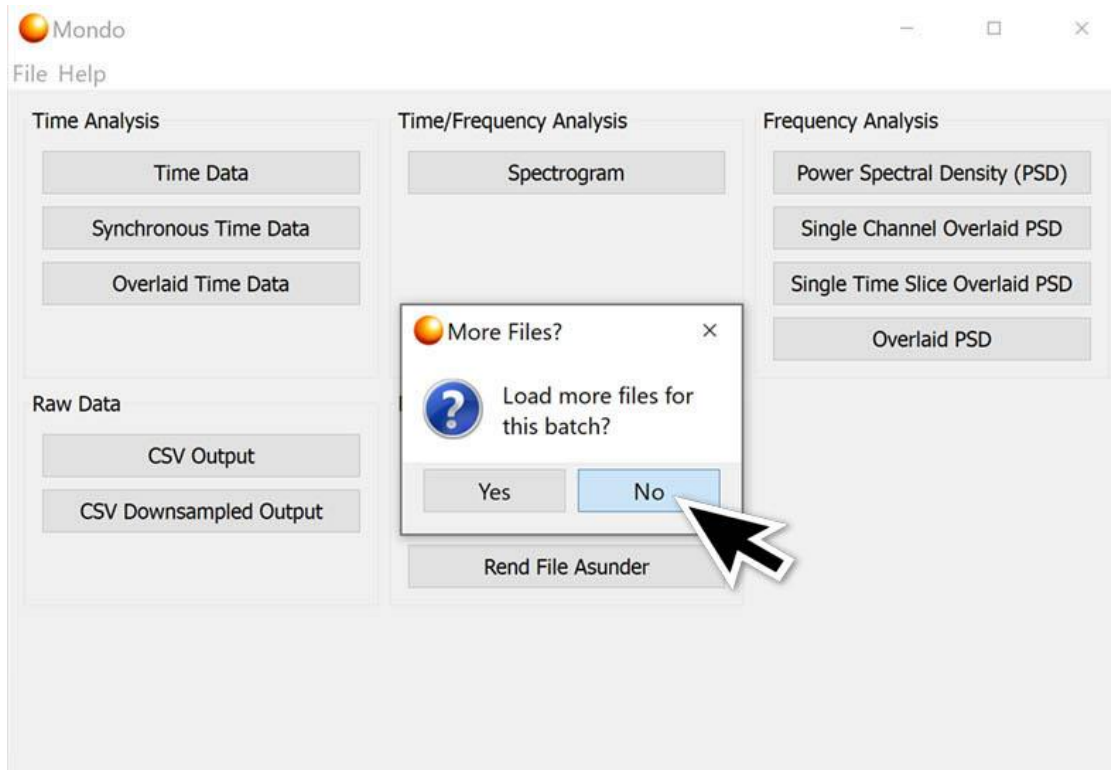 Mondo
File Help
Time Analysis
Time Data
Synchronous Time Data
Overlaid Time Data
Time/Frequency Analysis
Spectrogram
Frequency Analysis
Power Spectral Density (PSD)
Single Channel Overlaid PSD
Single Time Slice Overlaid PSD
Overlaid PSD
More Files?
Load more files for
this batch?
Yes
No
Raw Data
CSV Output
CSV Downsampled Output
Rend File Asunder